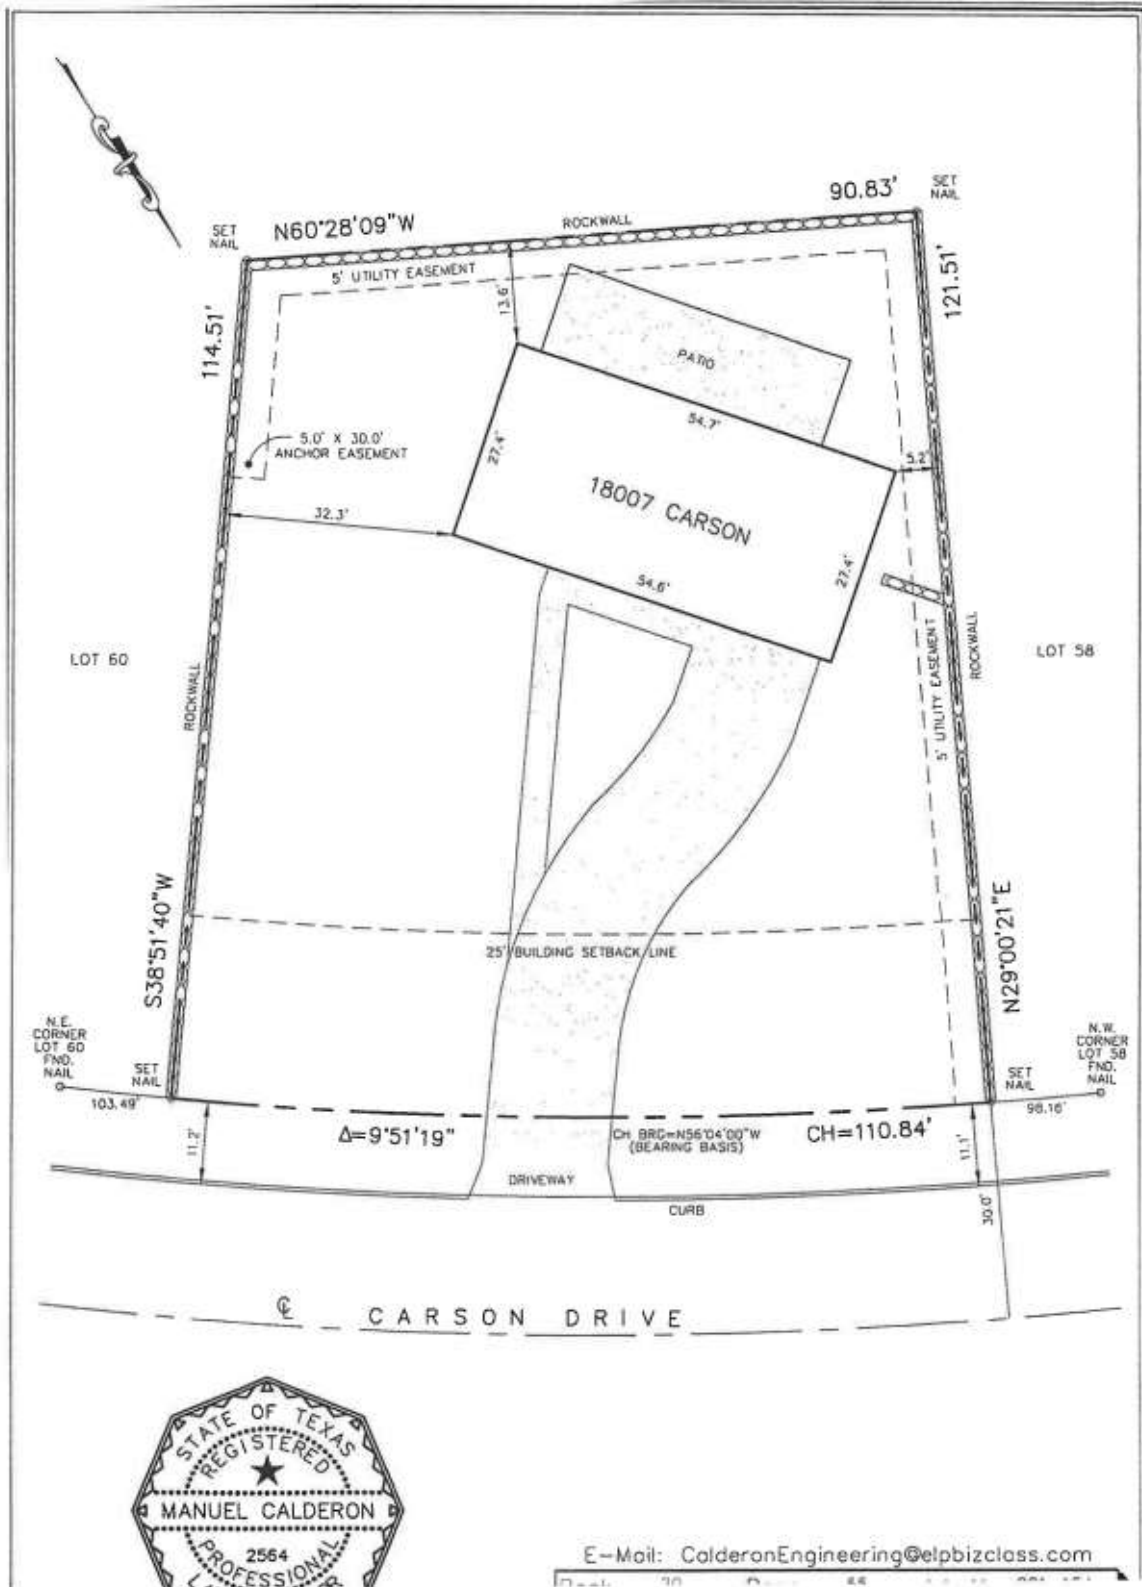 SET
NAIL
N60°28'09"W
ROCKWALL
90.83'
SET
NAIL
5' UTILITY EASEMENT
114.51'
13.6'
121.51'
PATIO
54.7'
5.0' X 30.0'
ANCHOR EASEMENT
27.4'
5.2'
18007 CARSON
32.3'
54.6'
27.4'
LOT 60
ROCKWALL
5' UTILITY EASEMENT
ROCKWALL
LOT 58
S38°51'40"W
25' BUILDING SETBACK LINE
N29°00'21"E
N.E.
CORNER
LOT 60
FND.
NAIL
SET
NAIL
SET
NAIL
N.W.
CORNER
LOT 58
FND.
NAIL
103.49'
98.16'
11.2'
Δ=9°51'19"
CH BRG=N56°04'00"W
(BEARING BASIS)
CH=110.84'
11.1'
DRIVEWAY
CURB
30.0'
℄ CARSON DRIVE
STATE OF TEXAS
REGISTERED
MANUEL CALDERON
2564
PROFESSIONAL
E-Mail: CalderonEngineering@elpbizclass.com